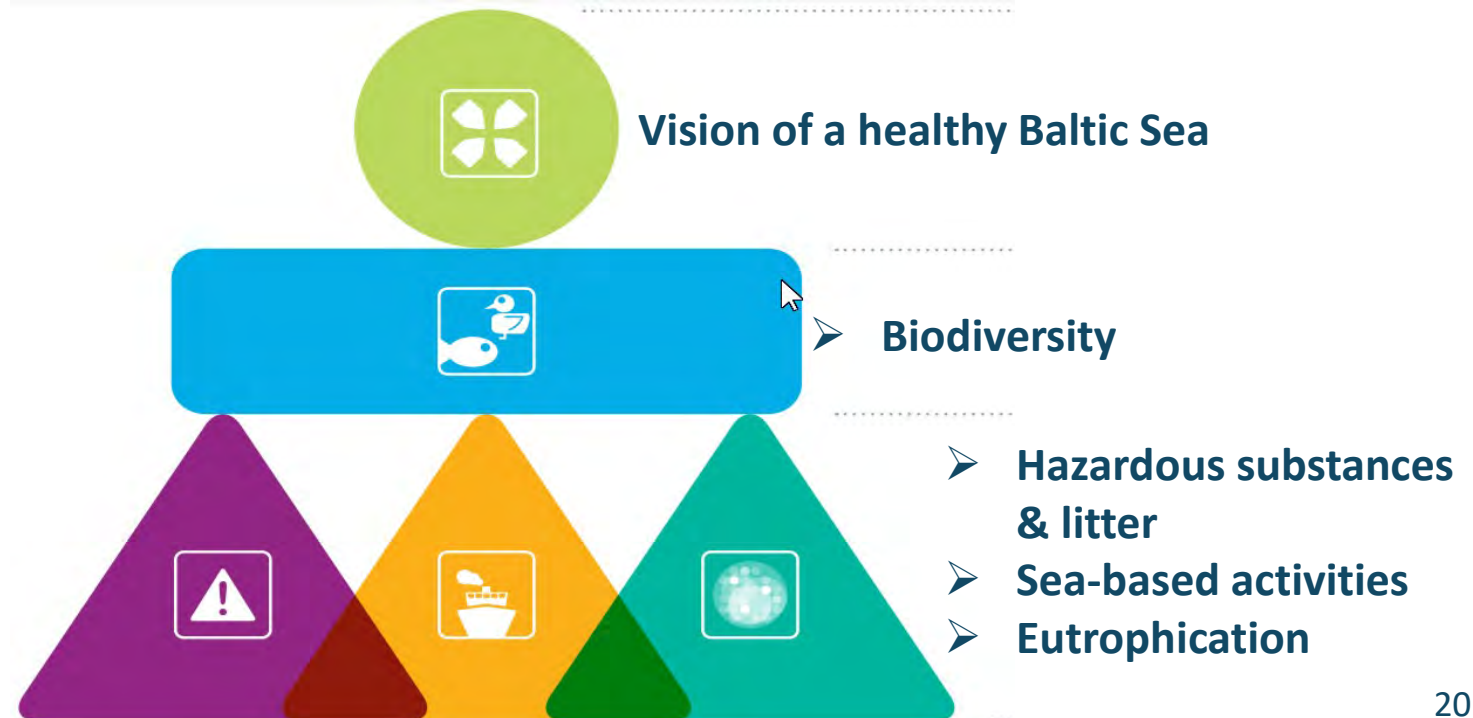 Vision of a healthy Baltic Sea
➢ Biodiversity
➢ Hazardous substances
& litter
➢ Sea-based activities
➢ Eutrophication
20